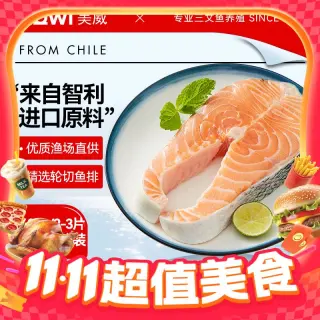 美威 × 专业三文鱼养殖 SINCE
FROM CHILE
“来自智利
进口原料”
• 优质渔场直供
精选轮切鱼排
2-3片
装
11·11超值美食